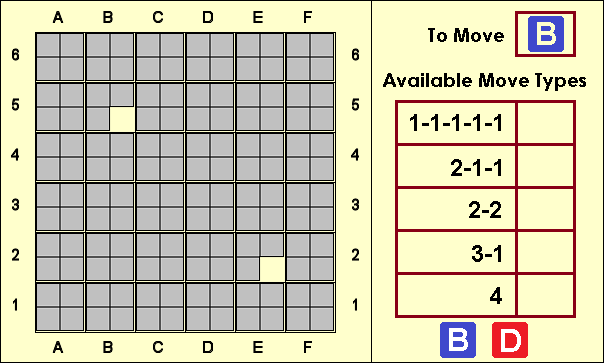 A B C D E F
6 6
5 5
4 4
3 3
2 2
1 1
A B C D E F
To Move B
Available Move Types
1-1-1-1-1
2-1-1
2-2
3-1
4
B D